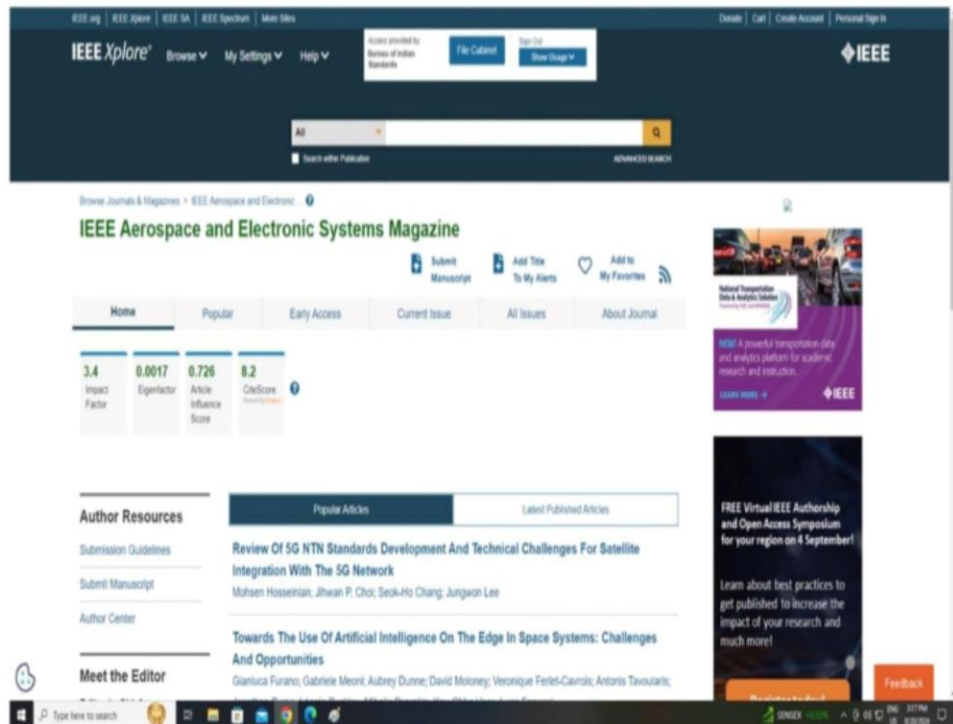 IEEE.org | IEEE Xplore | IEEE SA | IEEE Spectrum | More Sites
Donate | Cart | Create Account | Personal Sign In
IEEE Xplore®
Browse
My Settings
Help
Access provided by:
Bureau of Indian
Standards
File Cabinet
Sign Out
Show Usage
IEEE
All
Search within Publication
ADVANCED SEARCH
Browse Journals & Magazines > IEEE Aerospace and Electronic...
IEEE Aerospace and Electronic Systems Magazine
Submit
Manuscript
Add Title
To My Alerts
Add to
My Favorites
Home
Popular
Early Access
Current Issue
All Issues
About Journal
3.4
Impact
Factor
0.0017
Eigenfactor
0.726
Article
Influence
Score
8.2
CiteScore
National Transportation
Data & Analytics Solution
NEW! A powerful transportation data
and analytics platform for academic
research and instruction.
LEARN MORE
IEEE
Author Resources
Submission Guidelines
Submit Manuscript
Author Center
Meet the Editor
Popular Articles
Latest Published Articles
Review Of 5G NTN Standards Development And Technical Challenges For Satellite
Integration With The 5G Network
Mohsen Hosseinian; Jihwan P. Choi; Seok-Ho Chang; Jungwon Lee
Towards The Use Of Artificial Intelligence On The Edge In Space Systems: Challenges
And Opportunities
Gianluca Furano; Gabriele Meoni; Aubrey Dunne; David Moloney; Veronique Ferlet-Cavrois; Antonis Tavoularis;
FREE Virtual IEEE Authorship
and Open Access Symposium
for your region on 4 September!
Learn about best practices to
get published to increase the
impact of your research and
much more!
Register today!
Feedback
Type here to search
SENSEX
ENG
3:17 PM